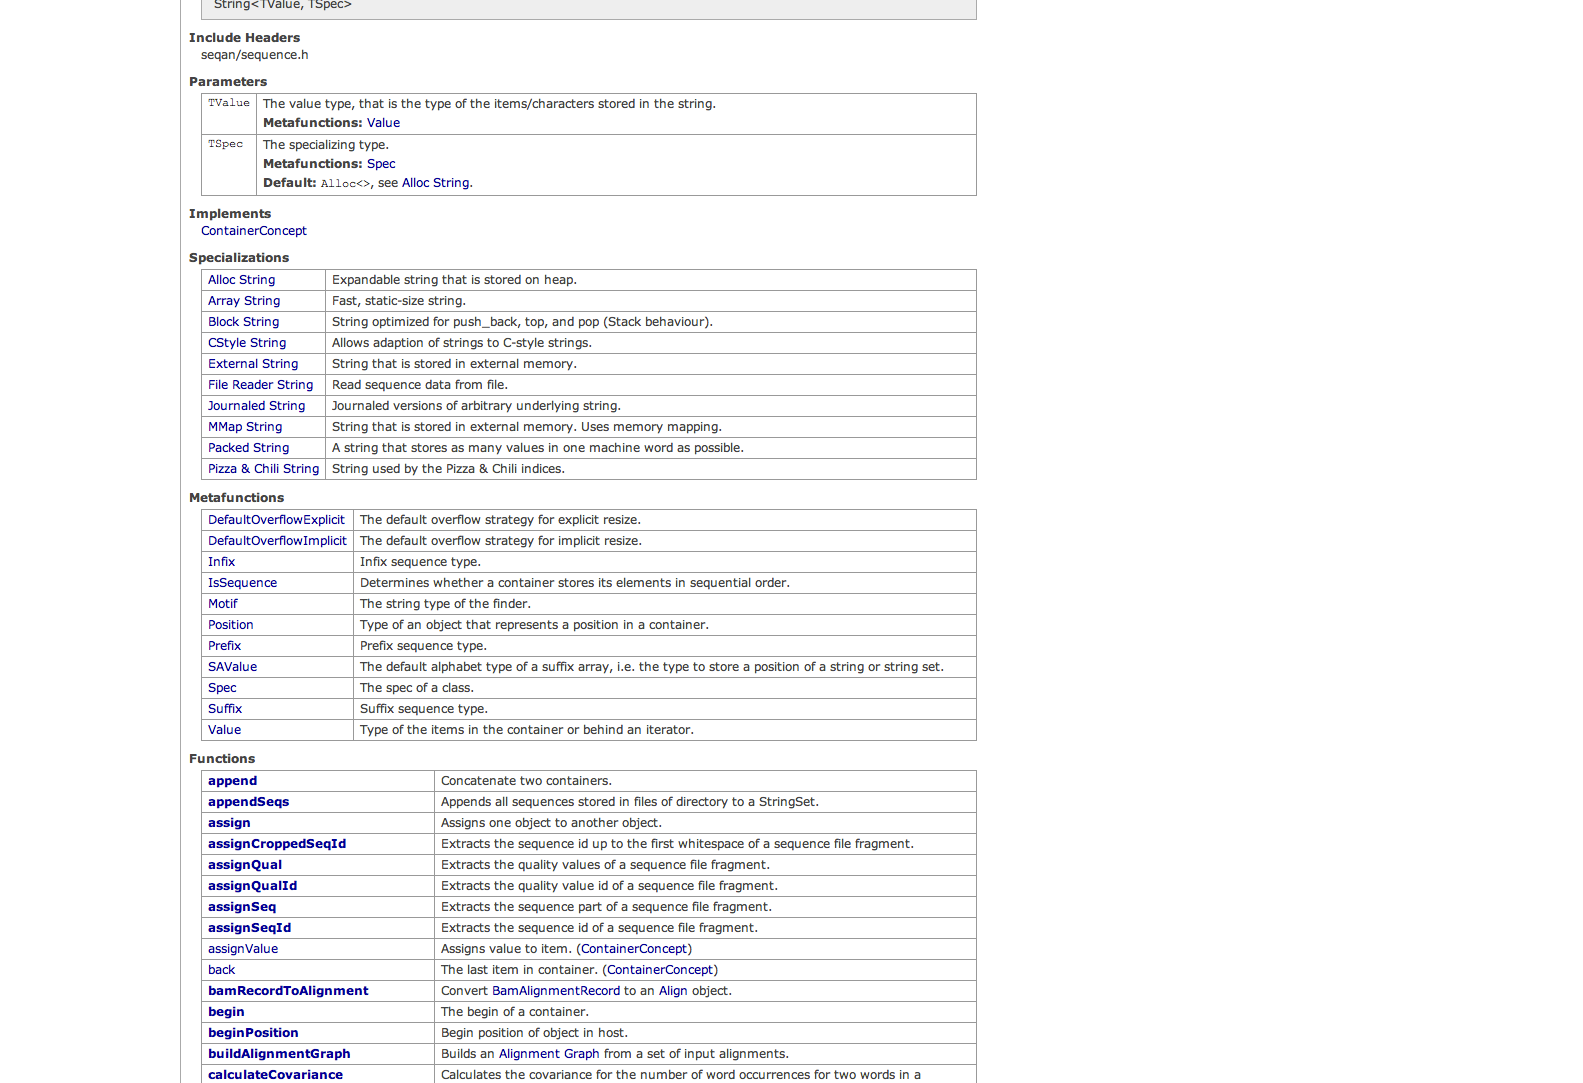 String<TValue, TSpec>
Include Headers
seqan/sequence.h
Parameters
TValue The value type, that is the type of the items/characters stored in the string.
Metafunctions: Value
TSpec The specializing type.
Metafunctions: Spec
Default: Alloc<>, see Alloc String.
Implements
ContainerConcept
Specializations
Alloc String Expandable string that is stored on heap.
Array String Fast, static-size string.
Block String String optimized for push_back, top, and pop (Stack behaviour).
CStyle String Allows adaption of strings to C-style strings.
External String String that is stored in external memory.
File Reader String Read sequence data from file.
Journaled String Journaled versions of arbitrary underlying string.
MMap String String that is stored in external memory. Uses memory mapping.
Packed String A string that stores as many values in one machine word as possible.
Pizza & Chili String String used by the Pizza & Chili indices.
Metafunctions
DefaultOverflowExplicit The default overflow strategy for explicit resize.
DefaultOverflowImplicit The default overflow strategy for implicit resize.
Infix Infix sequence type.
IsSequence Determines whether a container stores its elements in sequential order.
Motif The string type of the finder.
Position Type of an object that represents a position in a container.
Prefix Prefix sequence type.
SAValue The default alphabet type of a suffix array, i.e. the type to store a position of a string or string set.
Spec The spec of a class.
Suffix Suffix sequence type.
Value Type of the items in the container or behind an iterator.
Functions
append Concatenate two containers.
appendSeqs Appends all sequences stored in files of directory to a StringSet.
assign Assigns one object to another object.
assignCroppedSeqId Extracts the sequence id up to the first whitespace of a sequence file fragment.
assignQual Extracts the quality values of a sequence file fragment.
assignQualId Extracts the quality value id of a sequence file fragment.
assignSeq Extracts the sequence part of a sequence file fragment.
assignSeqId Extracts the sequence id of a sequence file fragment.
assignValue Assigns value to item. (ContainerConcept)
back The last item in container. (ContainerConcept)
bamRecordToAlignment Convert BamAlignmentRecord to an Align object.
begin The begin of a container.
beginPosition Begin position of object in host.
buildAlignmentGraph Builds an Alignment Graph from a set of input alignments.
calculateCovariance Calculates the covariance for the number of word occurrences for two words in a